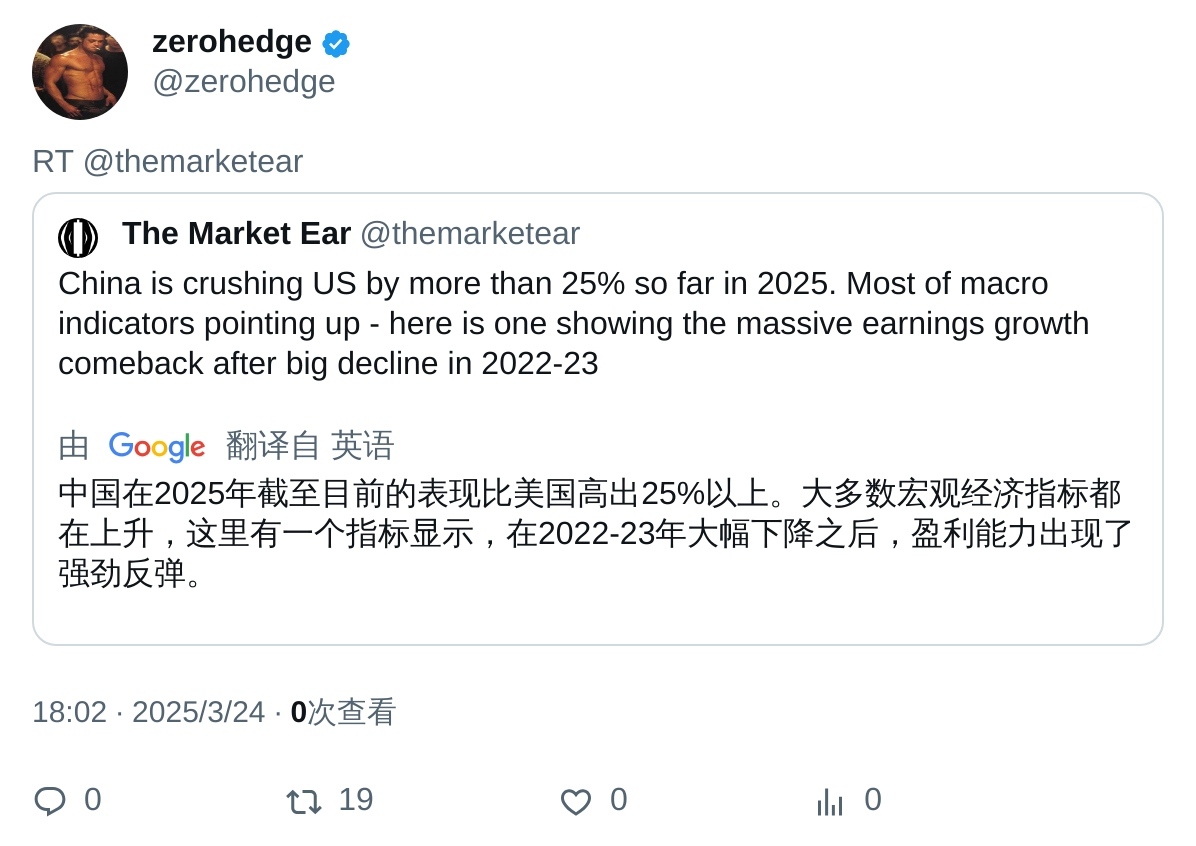 zerohedge
@zerohedge
RT @themarketear
The Market Ear @themarketear
China is crushing US by more than 25% so far in 2025. Most of macro
indicators pointing up - here is one showing the massive earnings growth
comeback after big decline in 2022-23
由 Google 翻译自 英语
中国在2025年截至目前的表现比美国高出25%以上。大多数宏观经济指标都
在上升，这里有一个指标显示，在2022-23年大幅下降之后，盈利能力出现了
强劲反弹。
18:02 · 2025/3/24 · 0次查看
0 19 0 0